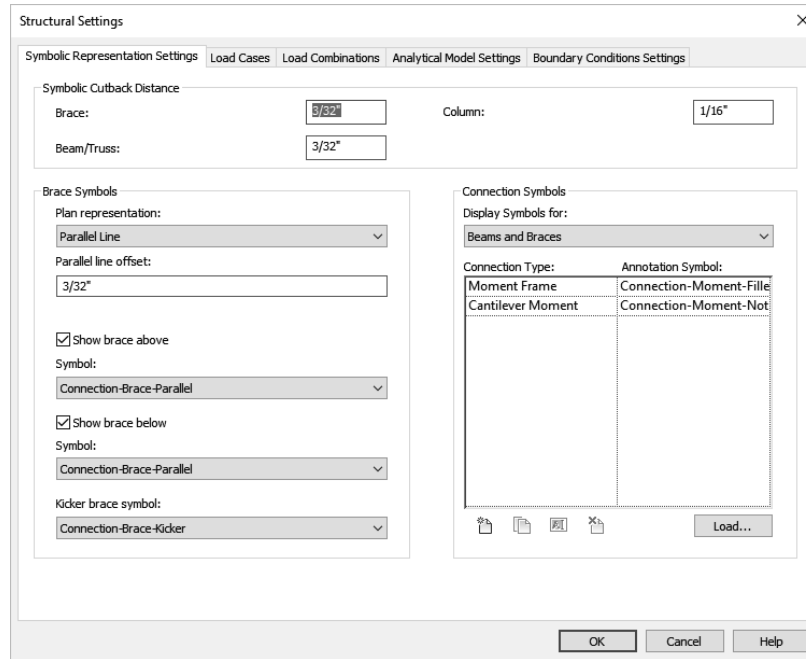 Structural Settings
Symbolic Representation Settings Load Cases Load Combinations Analytical Model Settings Boundary Conditions Settings
Symbolic Cutback Distance
Brace: 3/32" Column: 1/16"
Beam/Truss: 3/32"
Brace Symbols
Plan representation:
Parallel Line
Parallel line offset:
3/32"
Show brace above
Symbol:
Connection-Brace-Parallel
Show brace below
Symbol:
Connection-Brace-Parallel
Kicker brace symbol:
Connection-Brace-Kicker
Connection Symbols
Display Symbols for:
Beams and Braces
Connection Type: Annotation Symbol:
Moment Frame Connection-Moment-Fille
Cantilever Moment Connection-Moment-Not
Load...
OK Cancel Help